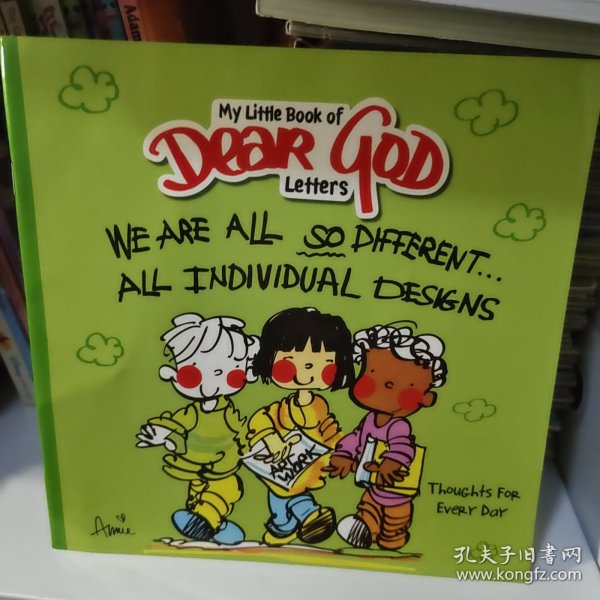 My Little Book of
Dear God
Letters
WE ARE ALL SO DIFFERENT...
ALL INDIVIDUAL DESIGNS
ART
WORK
Thoughts For
Every Day
Annie
孔夫子旧书网
www.kongfz.com
Adam